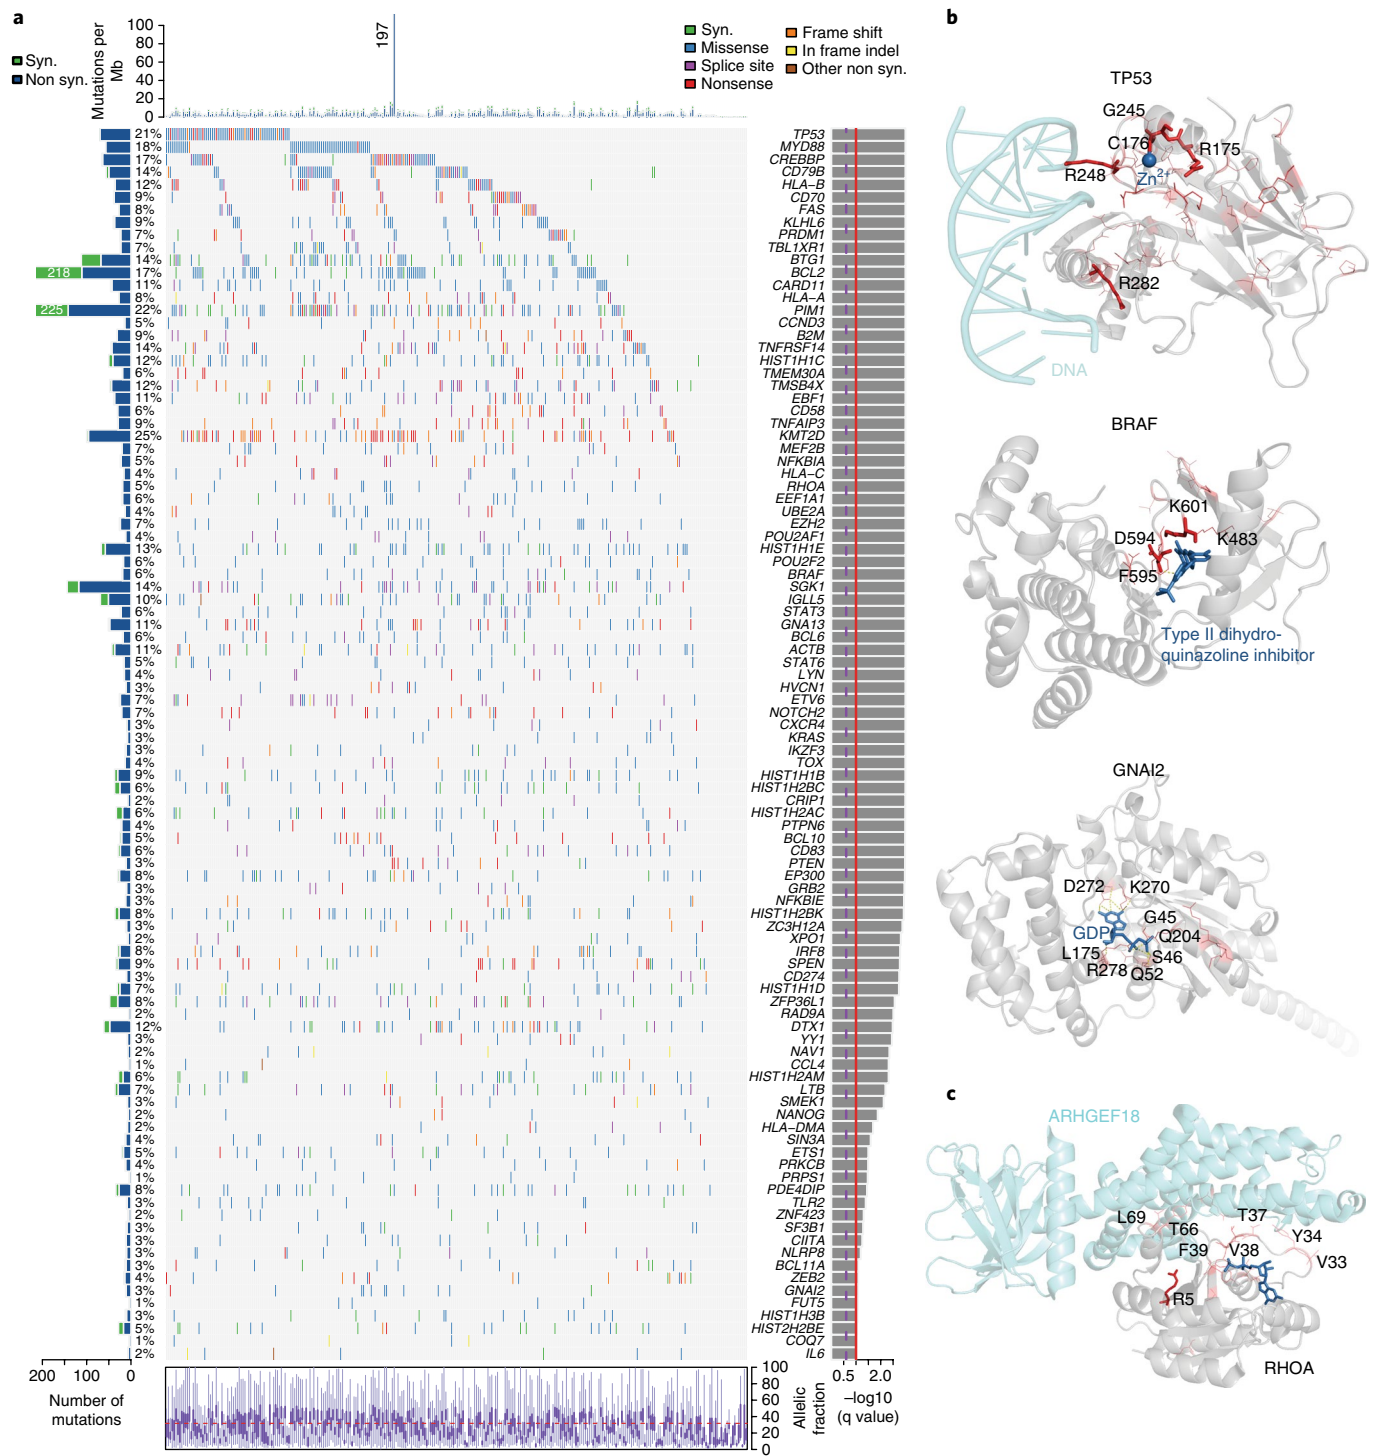 a
Syn.
Non syn.
Mutations per
Mb
100
80
60
40
20
0
197
Syn.
Missense
Splice site
Nonsense
Frame shift
In frame indel
Other non syn.
21% TP53
18% MYD88
17% CREBBP
14% CD79B
12% HLA-B
9% CD70
8% FAS
9% KLHL6
7% PRDM1
7% TBL1XR1
14% BTG1
218 17% BCL2
11% CARD11
8% HLA-A
225 22% PIM1
5% CCND3
9% B2M
14% TNFRSF14
12% HIST1H1C
6% TMEM30A
12% TMSB4X
11% EBF1
6% CD58
9% TNFAIP3
25% KMT2D
7% MEF2B
5% NFKBIA
4% HLA-C
5% RHOA
6% EEF1A1
4% UBE2A
7% EZH2
4% POU2AF1
13% HIST1H1E
6% POU2F2
6% BRAF
14% SGK1
10% IGLL5
6% STAT3
11% GNA13
6% BCL6
11% ACTB
5% STAT6
4% LYN
3% HVCN1
7% ETV6
7% NOTCH2
3% CXCR4
3% KRAS
3% IKZF3
4% TOX
9% HIST1H1B
6% HIST1H2BC
2% CRIP1
6% HIST1H2AC
4% PTPN6
5% BCL10
6% CD83
3% PTEN
8% EP300
3% GRB2
3% NFKBIE
8% HIST1H2BK
3% ZC3H12A
2% XPO1
8% IRF8
9% SPEN
3% CD274
7% HIST1H1D
8% ZFP36L1
2% RAD9A
12% DTX1
3% YY1
2% NAV1
1% CCL4
6% HIST1H2AM
7% LTB
3% SMEK1
2% NANOG
2% HLA-DMA
4% SIN3A
5% ETS1
4% PRKCB
1% PRPS1
8% PDE4DIP
3% TLR2
2% ZNF423
3% SF3B1
3% CIITA
3% NLRP8
3% BCL11A
4% ZEB2
3% GNAI2
1% FUT5
3% HIST1H3B
5% HIST2H2BE
1% COQ7
2% IL6
200 100 0
Number of
mutations
100
80
60
40
20
0
Allelic
fraction
0.5 2.0
–log10
(q value)
b
TP53
G245
C176
R175
R248
Zn2+
R282
DNA
BRAF
K601
D594
K483
F595
Type II dihydro-
quinazoline inhibitor
GNAI2
D272
K270
G45
GDP
Q204
L175
S46
R278
Q52
c
ARHGEF18
L69
T37
T66
Y34
F39
V38
V33
R5
RHOA